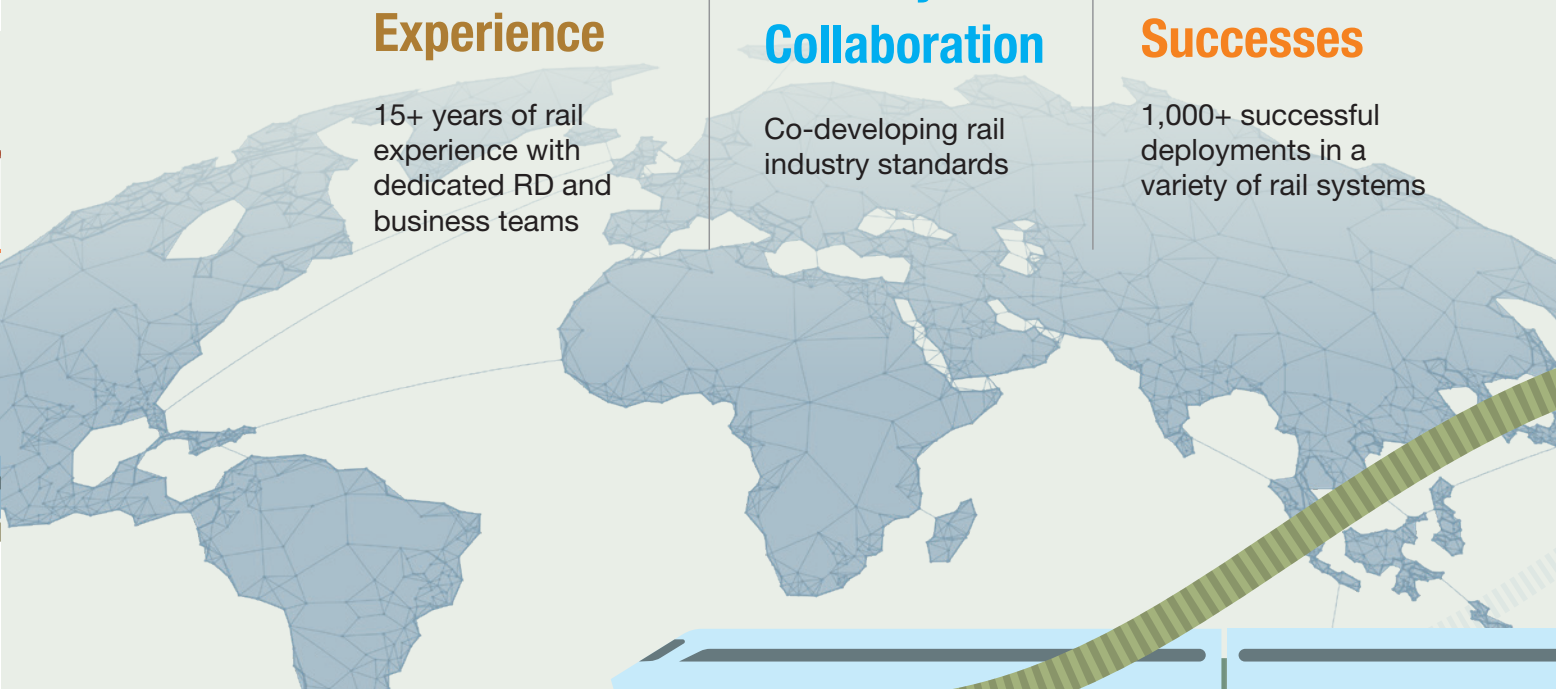 Experience
15+ years of rail
experience with
dedicated RD and
business teams
Collaboration
Co-developing rail
industry standards
Successes
1,000+ successful
deployments in a
variety of rail systems